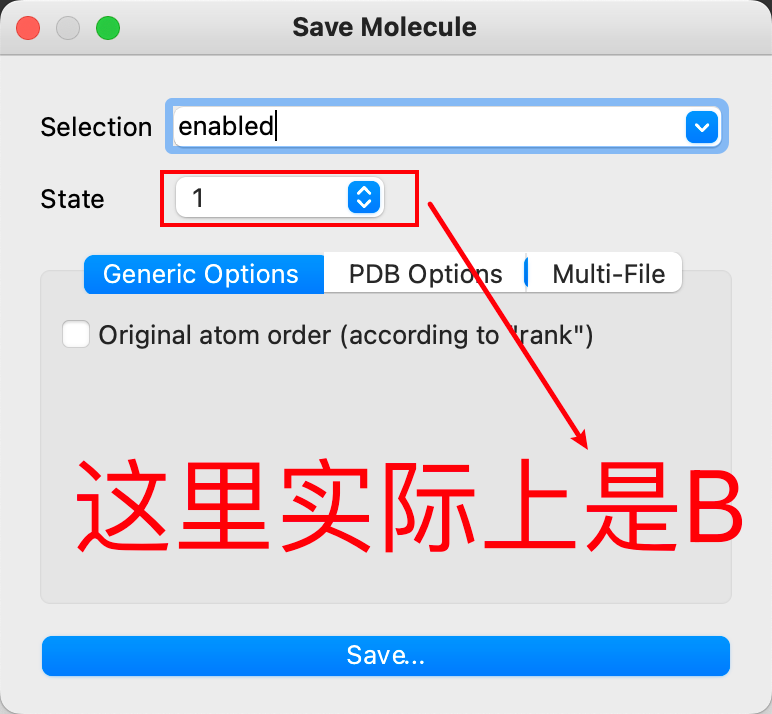 Save Molecule
Selection enabled
State 1
Generic Options PDB Options Multi-File
Original atom order (according to "rank")
这里实际上是B
Save...